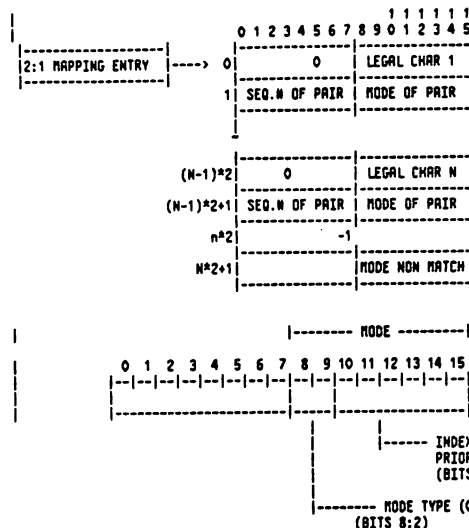 1 1 1 1 1 1
0 1 2 3 4 5 6 7 8 9 0 1 2 3 4 5
2:1 MAPPING ENTRY ----> 0 0 LEGAL CHAR 1
1 SEQ.# OF PAIR MODE OF PAIR
~
(N-1)*2 0 LEGAL CHAR N
(N-1)*2+1 SEQ.# OF PAIR MODE OF PAIR
n*2 -1
N*2+1 MODE NON MATCH
|------- MODE -------|
0 1 2 3 4 5 6 7 8 9 10 11 12 13 14 15
INDEX
PRIOR
(BITS
MODE TYPE (
(BITS 8:2)